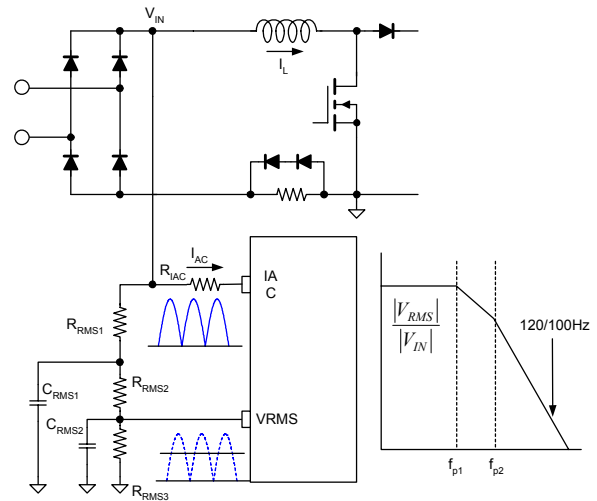 V_IN
I_L
I_AC
R_IAC
IA
C
R_RMS1
|V_RMS|
|V_IN|
120/100Hz
C_RMS1
R_RMS2
C_RMS2
VRMS
R_RMS3
f_p1
f_p2